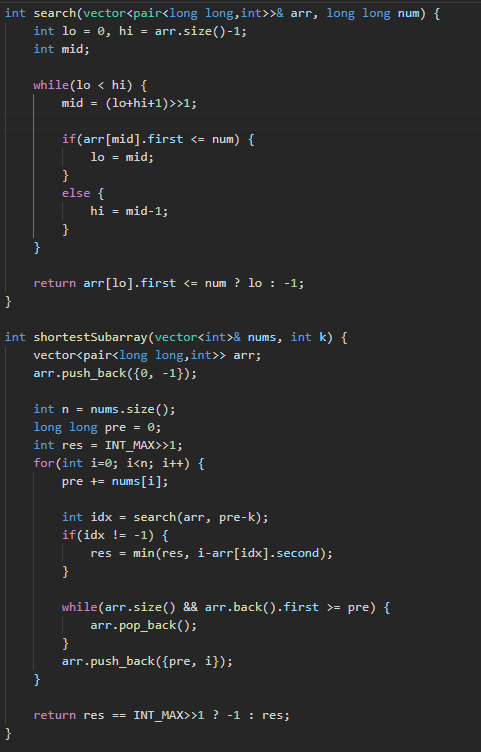 int search(vector<pair<long long,int>>& arr, long long num) {
    int lo = 0, hi = arr.size()-1;
    int mid;
    while(lo < hi) {
        mid = (lo+hi+1)>>1;
        if(arr[mid].first <= num) {
            lo = mid;
        }
        else {
            hi = mid-1;
        }
    }
    return arr[lo].first <= num ? lo : -1;
}
int shortestSubarray(vector<int>& nums, int k) {
    vector<pair<long long,int>> arr;
    arr.push_back({0, -1});
    int n = nums.size();
    long long pre = 0;
    int res = INT_MAX>>1;
    for(int i=0; i<n; i++) {
        pre += nums[i];
        int idx = search(arr, pre-k);
        if(idx != -1) {
            res = min(res, i-arr[idx].second);
        }
        while(arr.size() && arr.back().first >= pre) {
            arr.pop_back();
        }
        arr.push_back({pre, i});
    }
    return res == INT_MAX>>1 ? -1 : res;
}